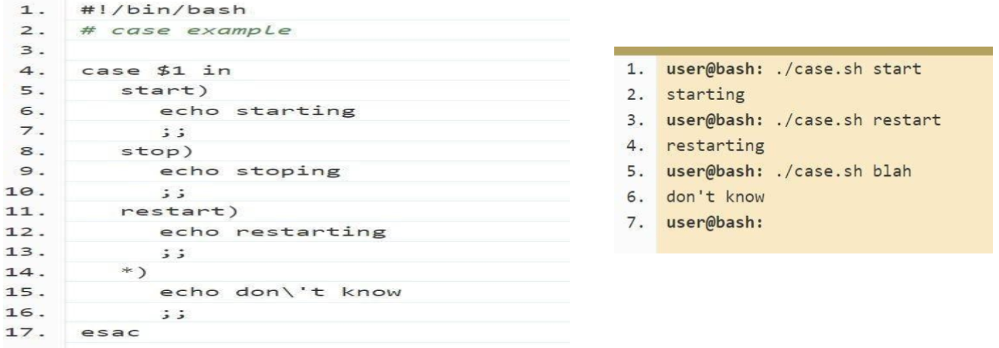 1. #!/bin/bash
2. # case example
3.
4. case $1 in
5. start)
6. echo starting
7. ;;
8. stop)
9. echo stoping
10. ;;
11. restart)
12. echo restarting
13. ;;
14. *)
15. echo don\'t know
16. ;;
17. esac
1. user@bash: ./case.sh start
2. starting
3. user@bash: ./case.sh restart
4. restarting
5. user@bash: ./case.sh blah
6. don't know
7. user@bash: